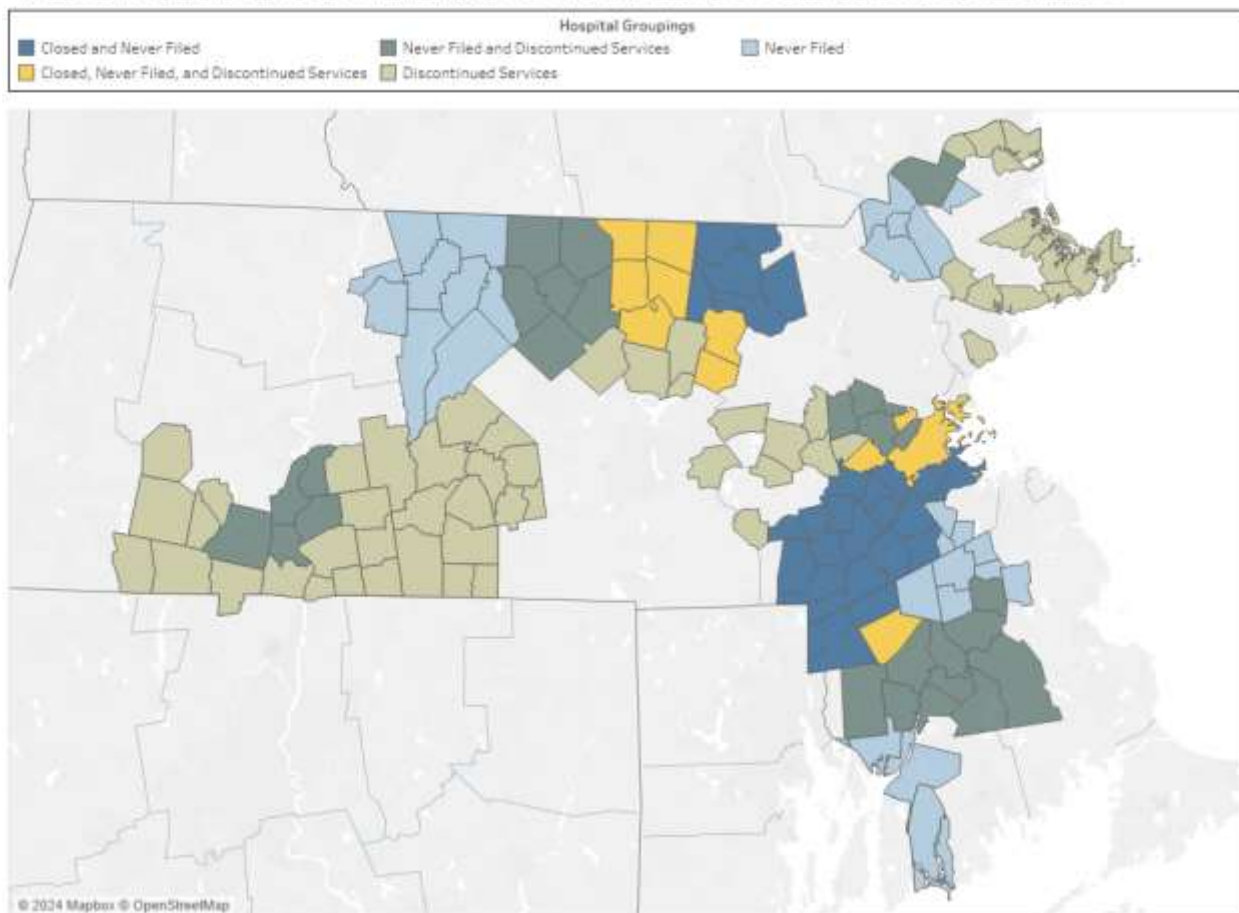 Hospital Groupings
Closed and Never Filed
Never Filed and Discontinued Services
Never Filed
Closed, Never Filed, and Discontinued Services
Discontinued Services
© 2024 Mapbox © OpenStreetMap